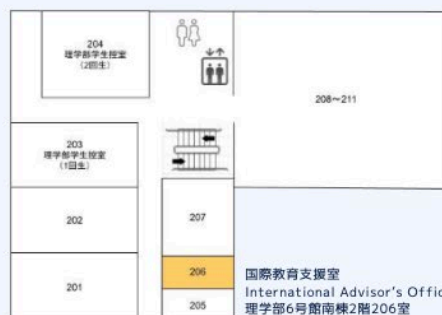 204
理学部学生控室
(2回生)
208～211
203
理学部学生控室
(1回生)
202
207
206
201
205
国際教育支援室
International Advisor's Offic
理学部6号館南棟2階206室